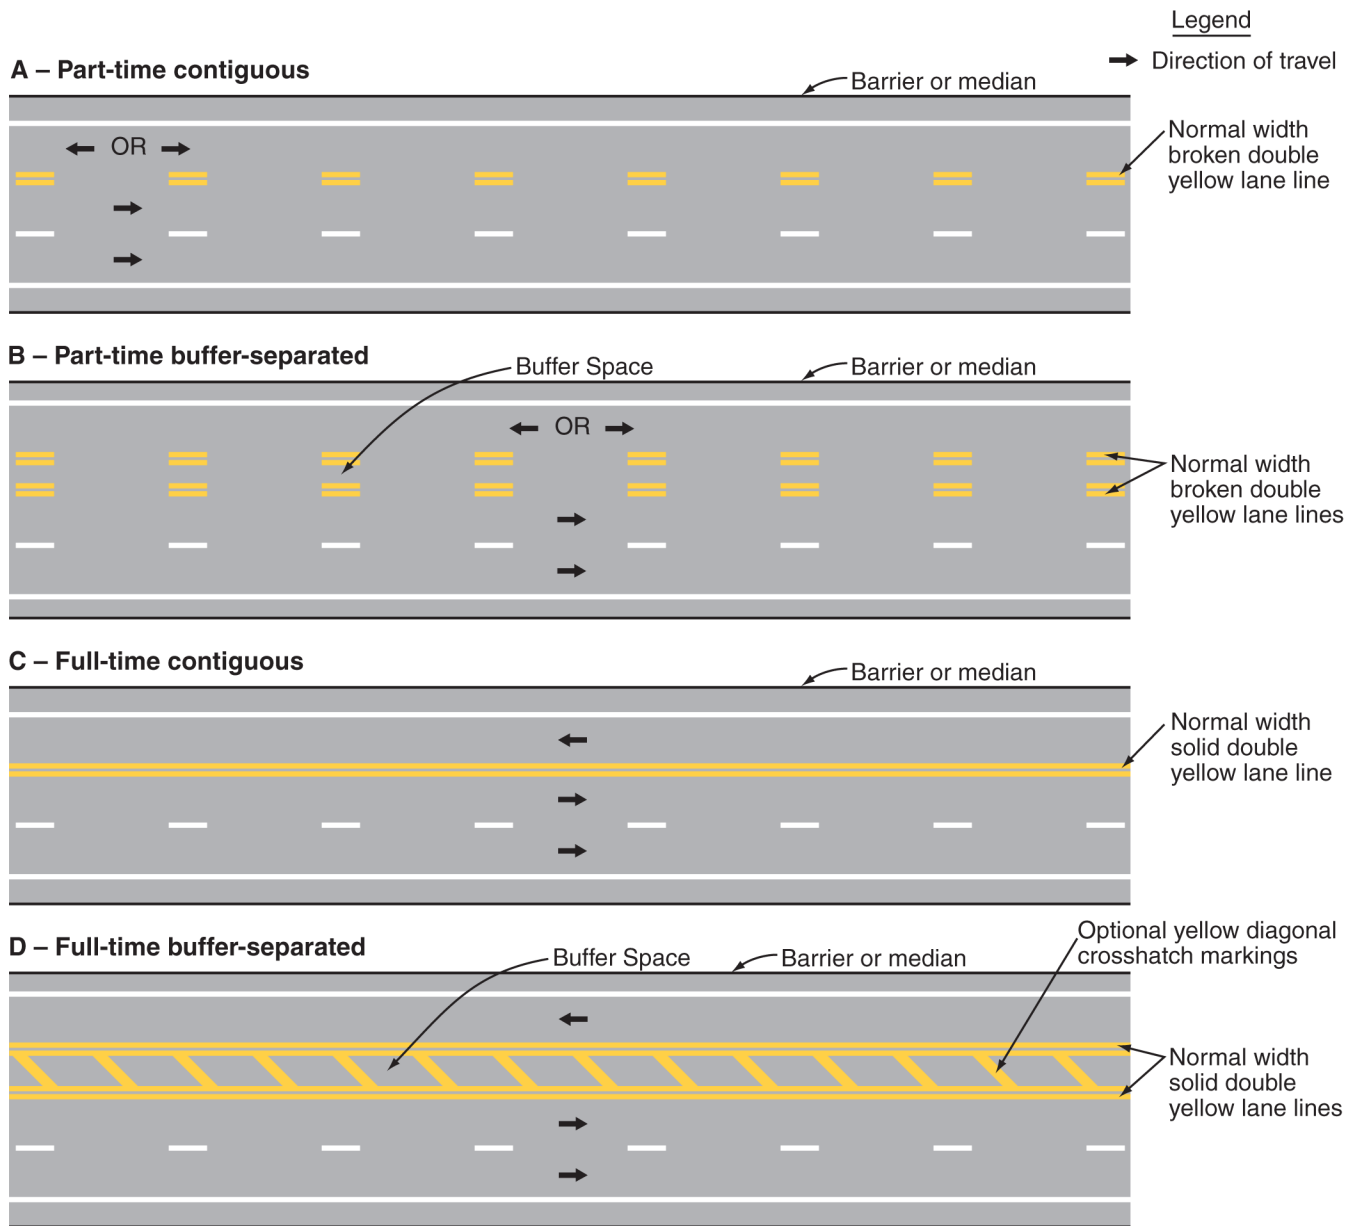 Legend
Direction of travel
A – Part-time contiguous
Barrier or median
OR
Normal width
broken double
yellow lane line
B – Part-time buffer-separated
Buffer Space
Barrier or median
OR
Normal width
broken double
yellow lane lines
C – Full-time contiguous
Barrier or median
Normal width
solid double
yellow lane line
D – Full-time buffer-separated
Buffer Space
Barrier or median
Optional yellow diagonal
crosshatch markings
Normal width
solid double
yellow lane lines